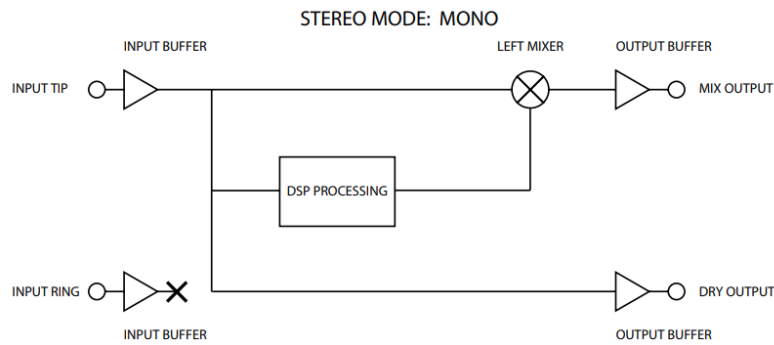 STEREO MODE: MONO
INPUT BUFFER
LEFT MIXER
OUTPUT BUFFER
INPUT TIP
MIX OUTPUT
DSP PROCESSING
INPUT RING
DRY OUTPUT
INPUT BUFFER
OUTPUT BUFFER